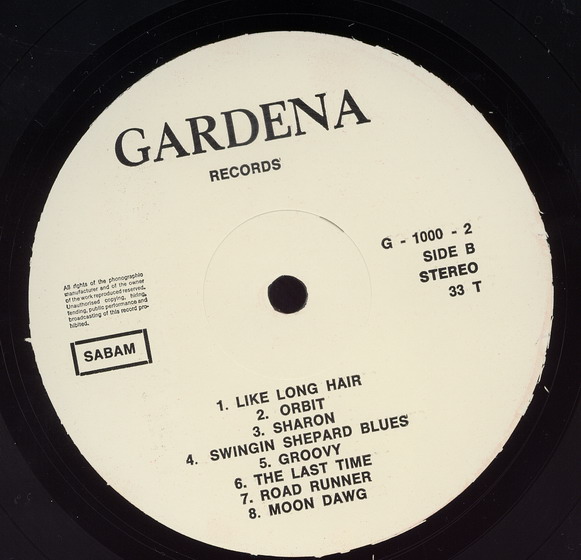 GARDENA
RECORDS
G - 1000 - 2
SIDE B
STEREO
33 T
All rights of the phonographic
manufacturer and of the owner
of the work reproduced reserved.
Unauthorised copying, hiring,
lending, public performance and
broadcasting of this record pro-
hibited.
SABAM
1. LIKE LONG HAIR
2. ORBIT
3. SHARON
4. SWINGIN SHEPARD BLUES
5. GROOVY
6. THE LAST TIME
7. ROAD RUNNER
8. MOON DAWG